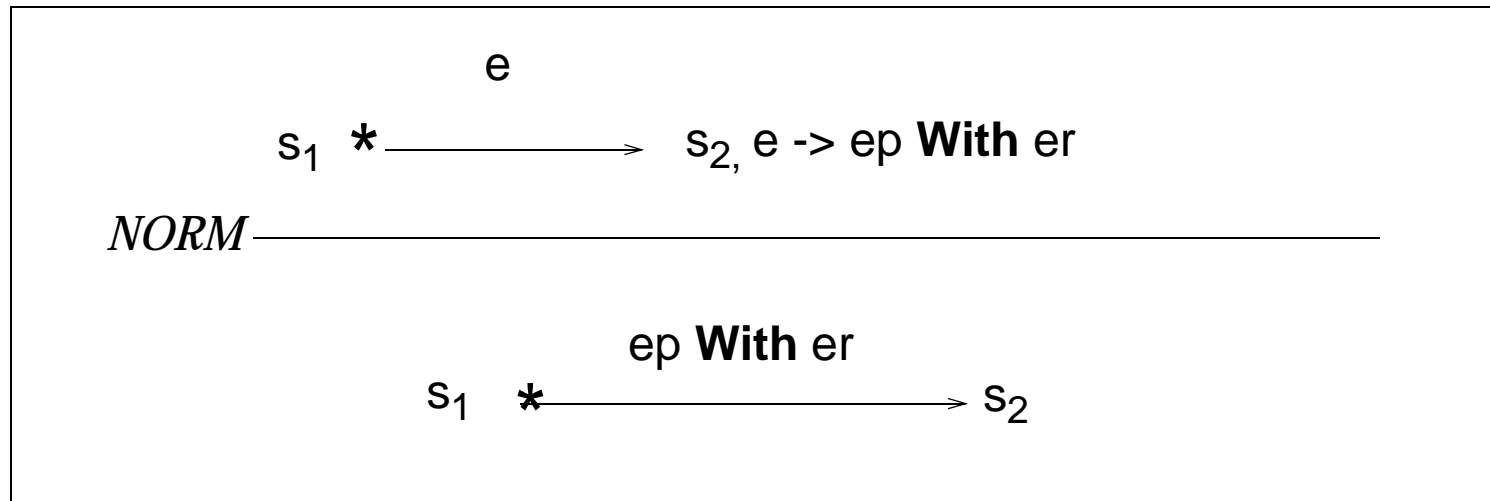 e
s₁ * s₂, e -> ep With er
NORM
ep With er
s₁ * s₂